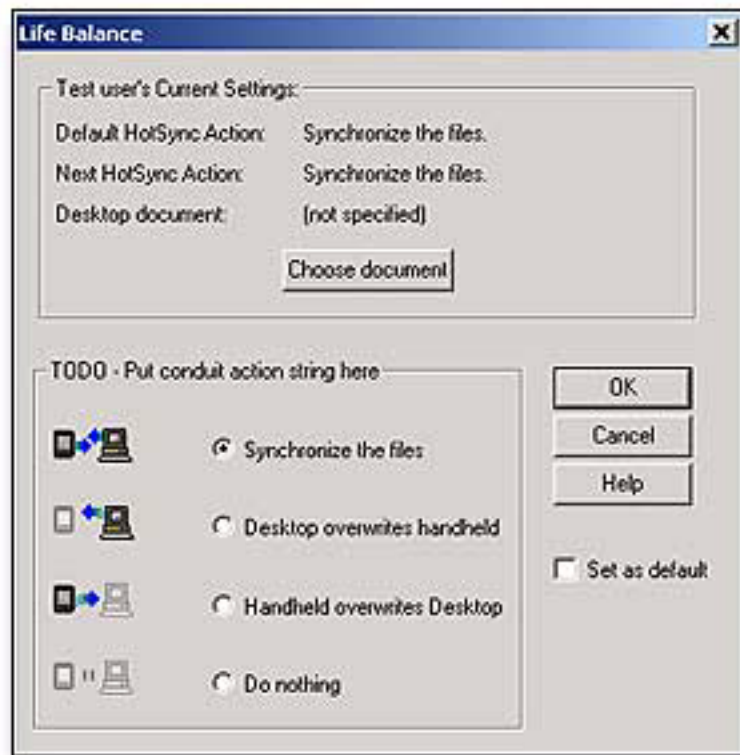 Life Balance
Test user's Current Settings:
Default HotSync Action: Synchronize the files.
Next HotSync Action: Synchronize the files.
Desktop document: (not specified)
Choose document
TODO - Put conduit action string here
Synchronize the files
Desktop overwrites handheld
Handheld overwrites Desktop
Do nothing
OK
Cancel
Help
Set as default